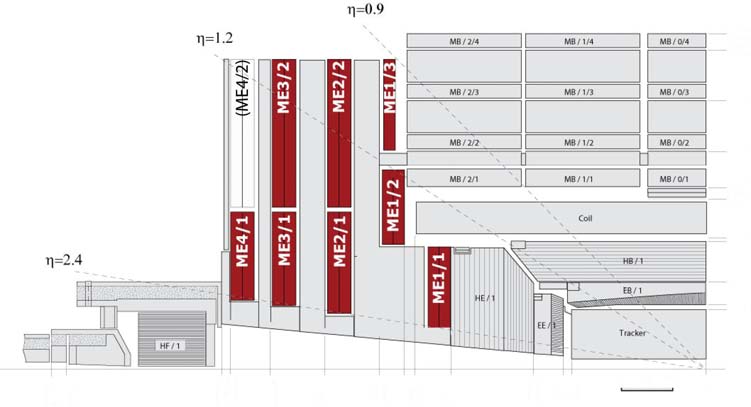 η=0.9
η=1.2
η=2.4
(ME4/2)
ME3/2
ME2/2
ME1/3
MB / 2/4
MB / 1/4
MB / 0/4
MB / 2/3
MB / 1/3
MB / 0/3
MB / 2/2
MB / 1/2
MB / 0/2
MB / 2/1
MB / 1/1
MB / 0/1
ME4/1
ME3/1
ME2/1
ME1/2
ME1/1
Coil
HB / 1
EB / 1
HE / 1
EE / 1
Tracker
HF / 1